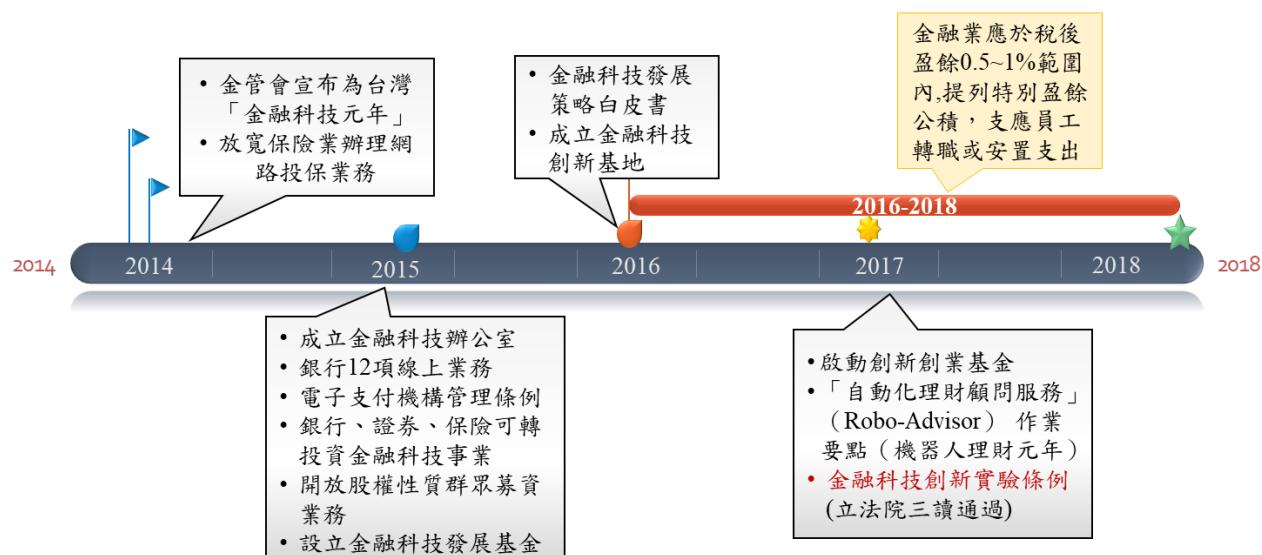 • 金管會宣布為台灣
「金融科技元年」
• 放寬保險業辦理網
路投保業務
• 金融科技發展
策略白皮書
• 成立金融科技
創新基地
金融業應於稅後
盈餘0.5~1%範圍
內,提列特別盈餘
公積，支應員工
轉職或安置支出
2016-2018
2014
2014
2015
2016
2017
2018
2018
• 成立金融科技辦公室
• 銀行12項線上業務
• 電子支付機構管理條例
• 銀行、證券、保險可轉
投資金融科技事業
• 開放股權性質群眾募資
業務
• 設立金融科技發展基金
• 啟動創新創業基金
• 「自動化理財顧問服務」
（Robo-Advisor） 作業
要點（機器人理財元年）
• 金融科技創新實驗條例
(立法院三讀通過)